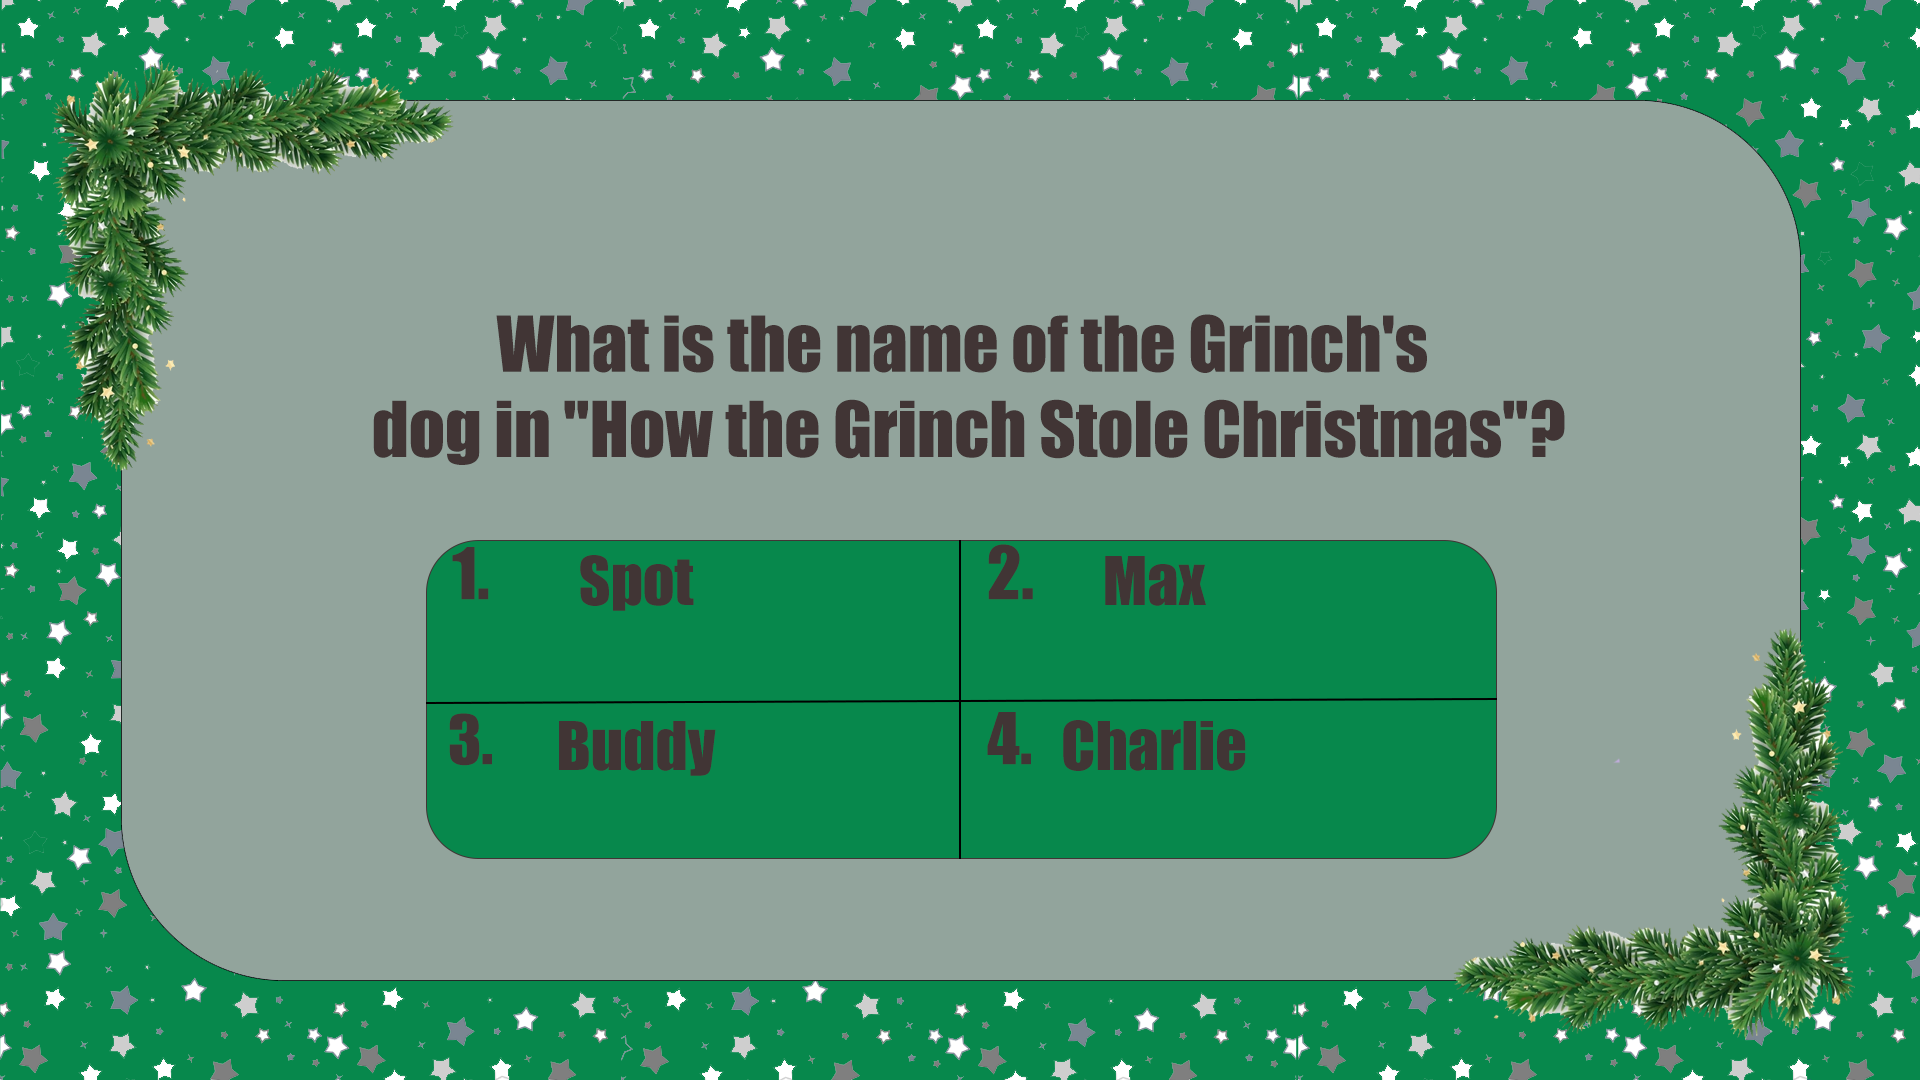 What is the name of the Grinch's
dog in "How the Grinch Stole Christmas"?
1. Spot
2. Max
3. Buddy
4. Charlie